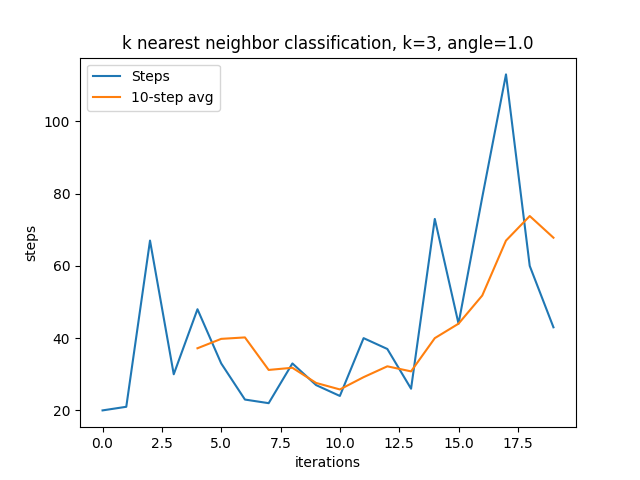 k nearest neighbor classification, k=3, angle=1.0
Steps
10-step avg
100
80
60
40
20
steps
0.0 2.5 5.0 7.5 10.0 12.5 15.0 17.5
iterations